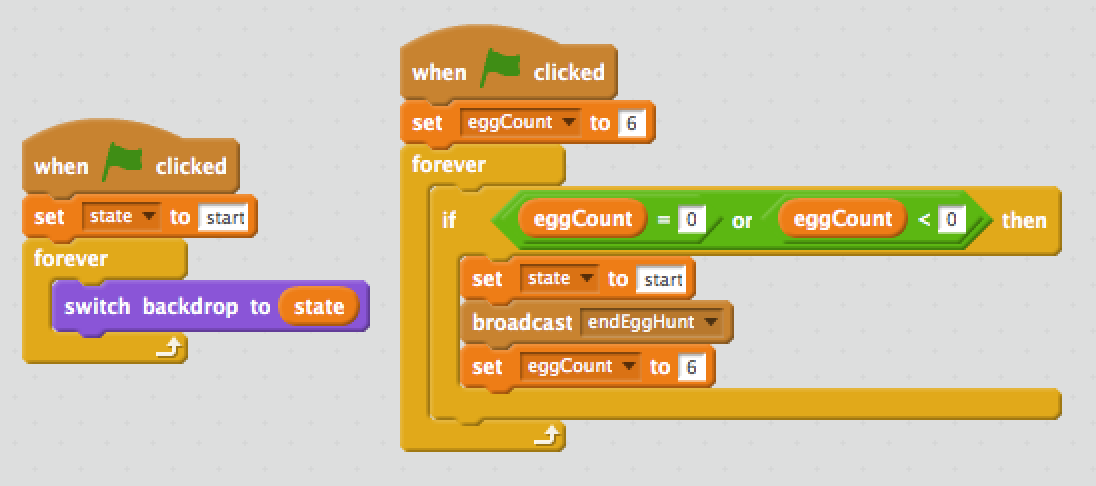 when clicked
set state to start
forever
switch backdrop to state
when clicked
set eggCount to 6
forever
if eggCount = 0 or eggCount < 0 then
set state to start
broadcast endEggHunt
set eggCount to 6